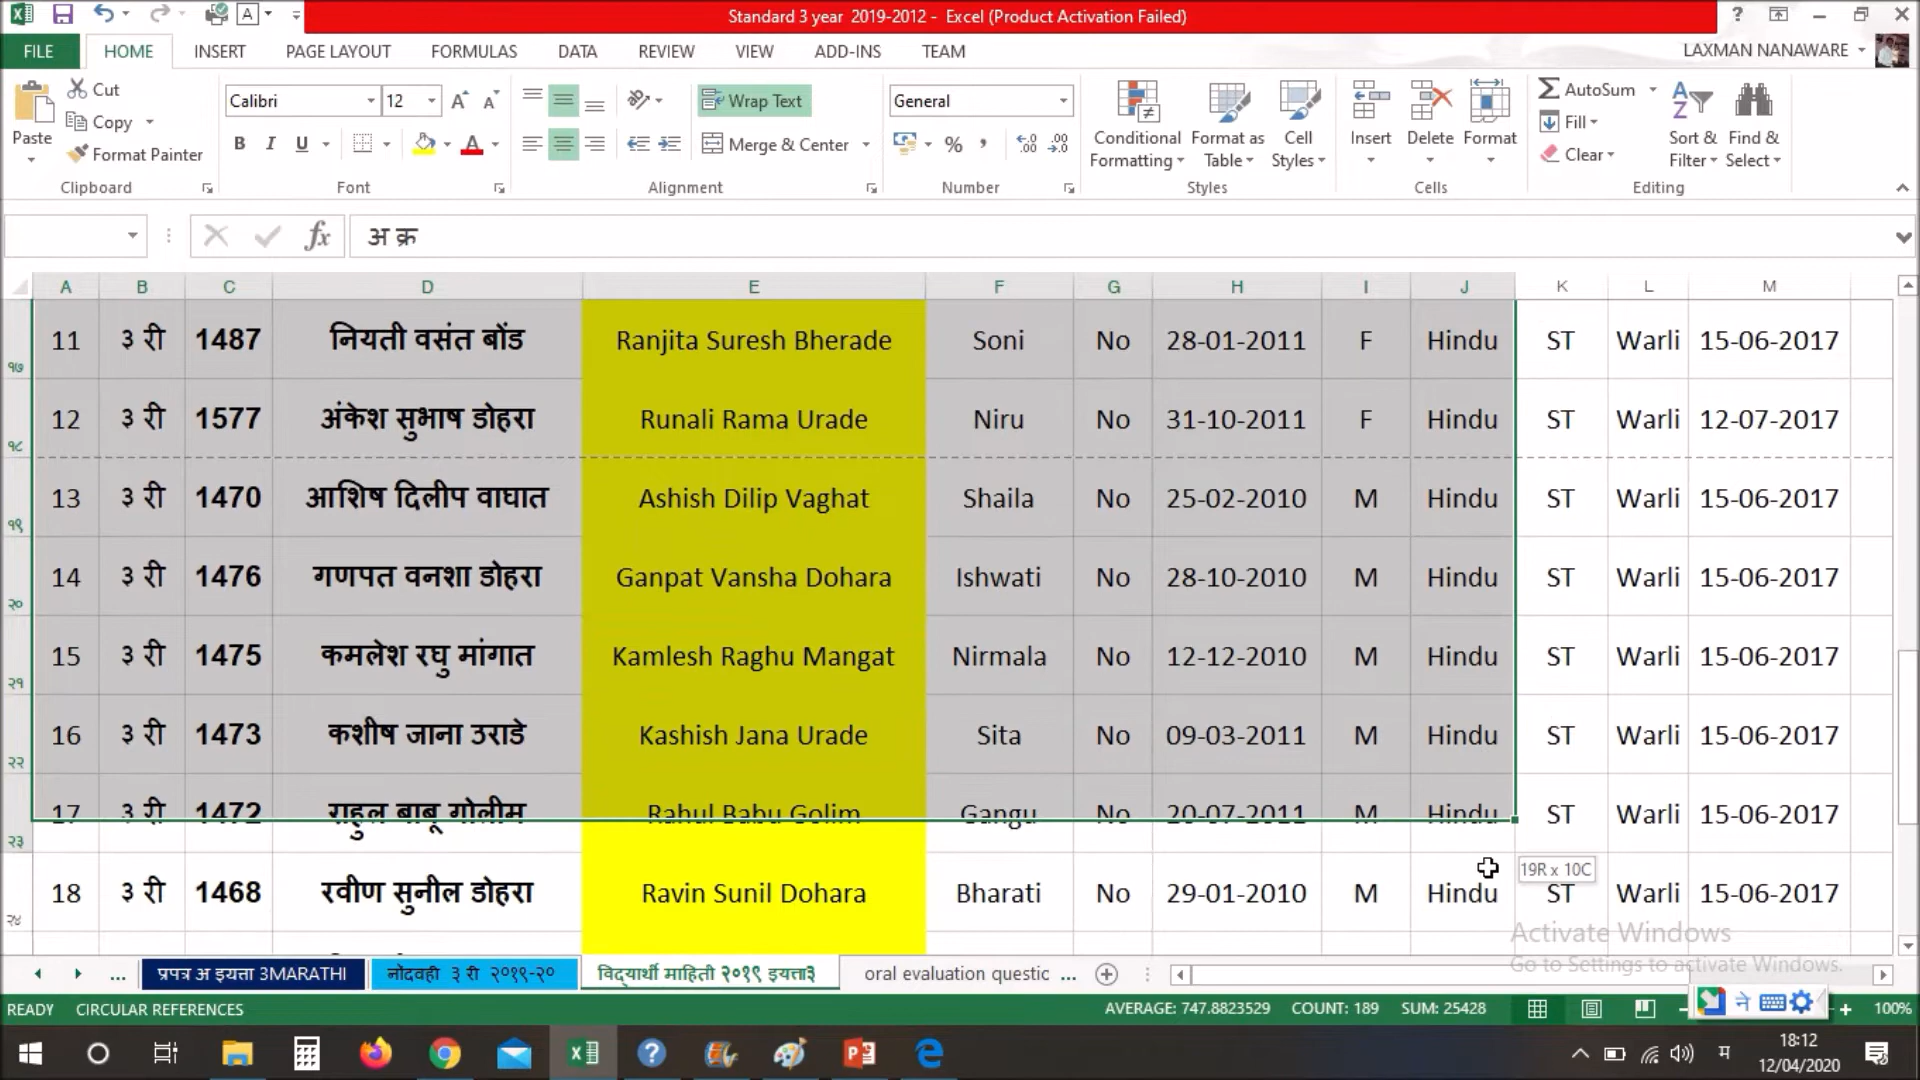 Standard 3 year  2019-2012 -  Excel (Product Activation Failed)
FILE HOME INSERT PAGE LAYOUT FORMULAS DATA REVIEW VIEW ADD-INS TEAM LAXMAN NANAWARE
Paste Cut Copy Format Painter Clipboard
Calibri 12 B I U A Font
Wrap Text Merge & Center Alignment
General % Number
Conditional Formatting Format as Table Cell Styles Styles
Insert Delete Format Cells
AutoSum Fill Clear Sort & Filter Find & Select Editing
fx अ क्र
A B C D E F G H I J K L M
१७ 11 ३ री 1487 नियती वसंत बोंड Ranjita Suresh Bherade Soni No 28-01-2011 F Hindu ST Warli 15-06-2017
१८ 12 ३ री 1577 अंकेश सुभाष डोहरा Runali Rama Urade Niru No 31-10-2011 F Hindu ST Warli 12-07-2017
१९ 13 ३ री 1470 आशिष दिलीप वाघात Ashish Dilip Vaghat Shaila No 25-02-2010 M Hindu ST Warli 15-06-2017
२० 14 ३ री 1476 गणपत वनशा डोहरा Ganpat Vansha Dohara Ishwati No 28-10-2010 M Hindu ST Warli 15-06-2017
२१ 15 ३ री 1475 कमलेश रघु मांगात Kamlesh Raghu Mangat Nirmala No 12-12-2010 M Hindu ST Warli 15-06-2017
२२ 16 ३ री 1473 कशीष जाना उराडे Kashish Jana Urade Sita No 09-03-2011 M Hindu ST Warli 15-06-2017
२३ 17 ३ री 1472 राहुल बाबू गोलीम Rahul Babu Golim Gangu No 20-07-2011 M Hindu ST Warli 15-06-2017
२४ 18 ३ री 1468 रवीण सुनील डोहरा Ravin Sunil Dohara Bharati No 29-01-2010 M Hindu ST Warli 15-06-2017
19R x 10C
Activate Windows
Go to Settings to activate Windows.
... प्रपत्र अ इयत्ता 3MARATHI नोंदवही ३ री २०१९-२० विद्यार्थी माहिती २०१९ इयत्ता३ oral evaluation questic ...
READY CIRCULAR REFERENCES AVERAGE: 747.8823529 COUNT: 189 SUM: 25428 ने 100%
म 18:12
12/04/2020